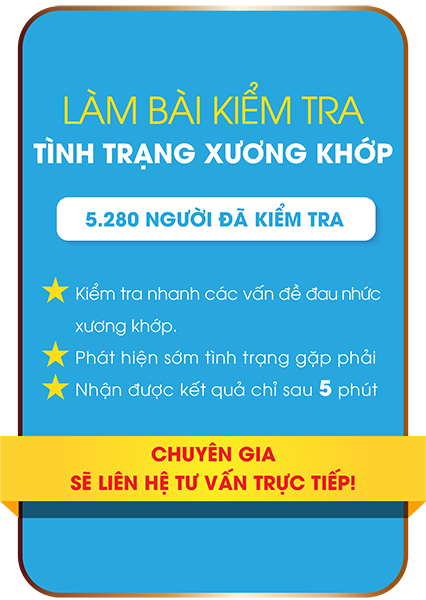 LÀM BÀI KIỂM TRA
TÌNH TRẠNG XƯƠNG KHỚP
5.280 NGƯỜI ĐÃ KIỂM TRA
Kiểm tra nhanh các vấn đề đau nhức
xương khớp.
Phát hiện sớm tình trạng gặp phải
Nhận được kết quả chỉ sau 5 phút
CHUYÊN GIA
SẼ LIÊN HỆ TƯ VẤN TRỰC TIẾP!